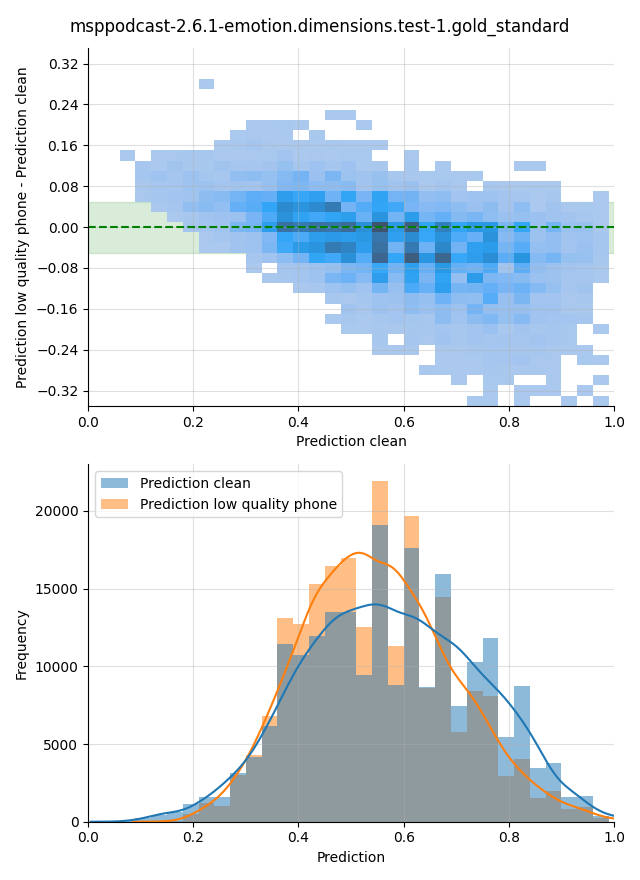 msppodcast-2.6.1-emotion.dimensions.test-1.gold_standard
Prediction low quality phone - Prediction clean
0.32
0.24
0.16
0.08
0.00
−0.08
−0.16
−0.24
−0.32
0.0 0.2 0.4 0.6 0.8 1.0
Prediction clean
Prediction clean
Prediction low quality phone
Frequency
20000
15000
10000
5000
0
0.0 0.2 0.4 0.6 0.8 1.0
Prediction